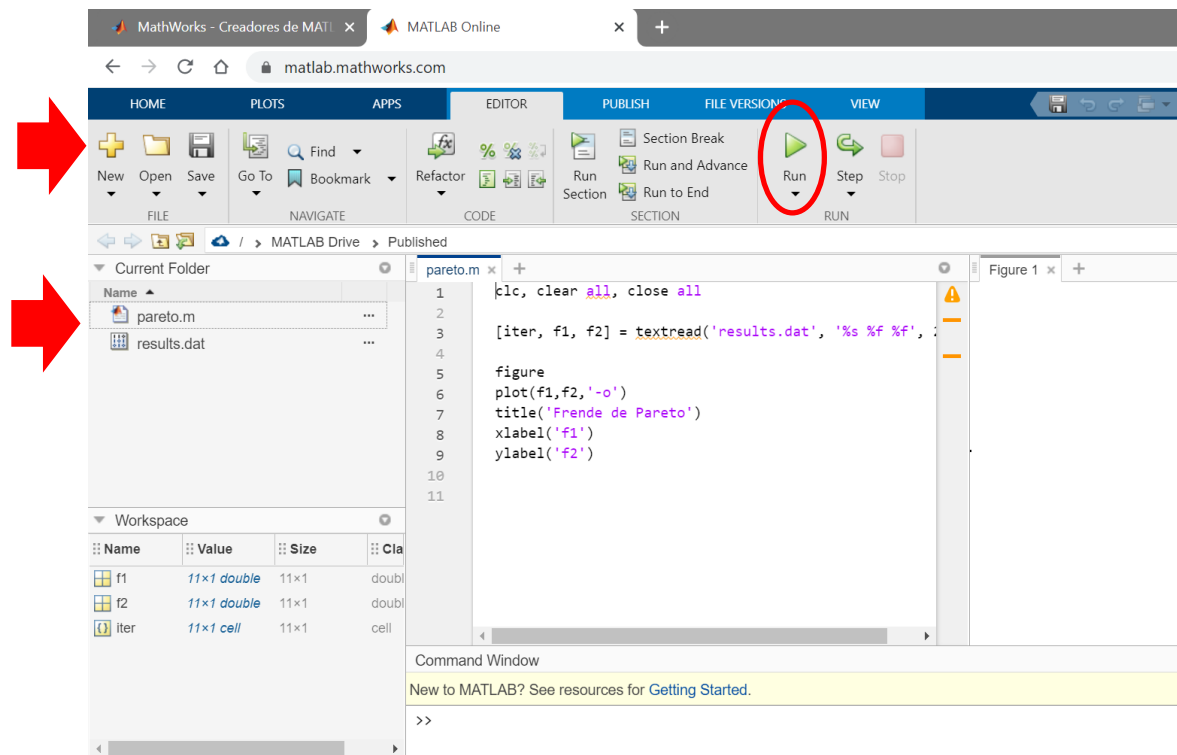 MathWorks - Creadores de MATL
MATLAB Online
matlab.mathworks.com
HOME PLOTS APPS EDITOR PUBLISH FILE VERSIONS VIEW
New Open Save Go To Find Bookmark Refactor Run Section Section Break Run and Advance Run to End Run Step Stop
FILE NAVIGATE CODE SECTION RUN
/ > MATLAB Drive > Published
Current Folder
Name
pareto.m
results.dat
Workspace
Name Value Size Cla
f1 11×1 double 11×1 doubl
f2 11×1 double 11×1 doubl
iter 11×1 cell 11×1 cell
pareto.m
1 clc, clear all, close all
2
3 [iter, f1, f2] = textread('results.dat', '%s %f %f',
4
5 figure
6 plot(f1,f2,'-o')
7 title('Frende de Pareto')
8 xlabel('f1')
9 ylabel('f2')
10
11
Figure 1
Command Window
New to MATLAB? See resources for Getting Started.
>>